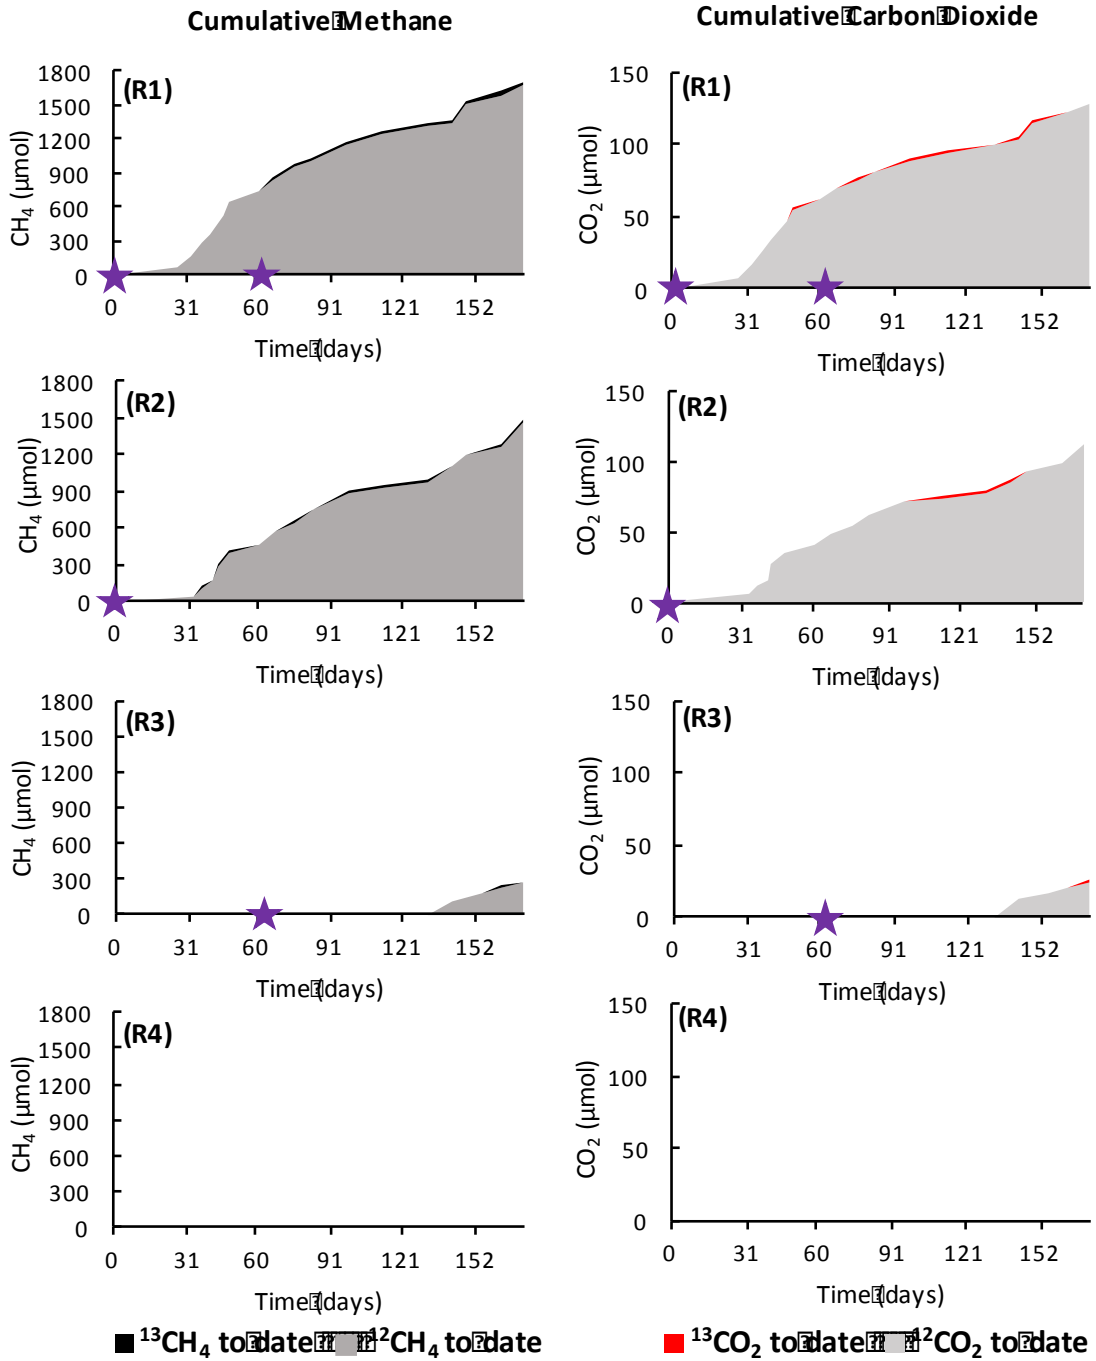 Cumulative Methane
Cumulative Carbon Dioxide
(R1)
CH4 (µmol)
1800
1500
1200
900
600
300
0
0 31 60 91 121 152
Time (days)
(R1)
CO2 (µmol)
150
100
50
0
0 31 60 91 121 152
Time (days)
(R2)
CH4 (µmol)
1800
1500
1200
900
600
300
0
0 31 60 91 121 152
Time (days)
(R2)
CO2 (µmol)
150
100
50
0
0 31 60 91 121 152
Time (days)
(R3)
CH4 (µmol)
1800
1500
1200
900
600
300
0
0 31 60 91 121 152
Time (days)
(R3)
CO2 (µmol)
150
100
50
0
0 31 60 91 121 152
Time (days)
(R4)
CH4 (µmol)
1800
1500
1200
900
600
300
0
0 31 60 91 121 152
Time (days)
(R4)
CO2 (µmol)
150
100
50
0
0 31 60 91 121 152
Time (days)
13CH4 to date 12CH4 to date
13CO2 to date 12CO2 to date